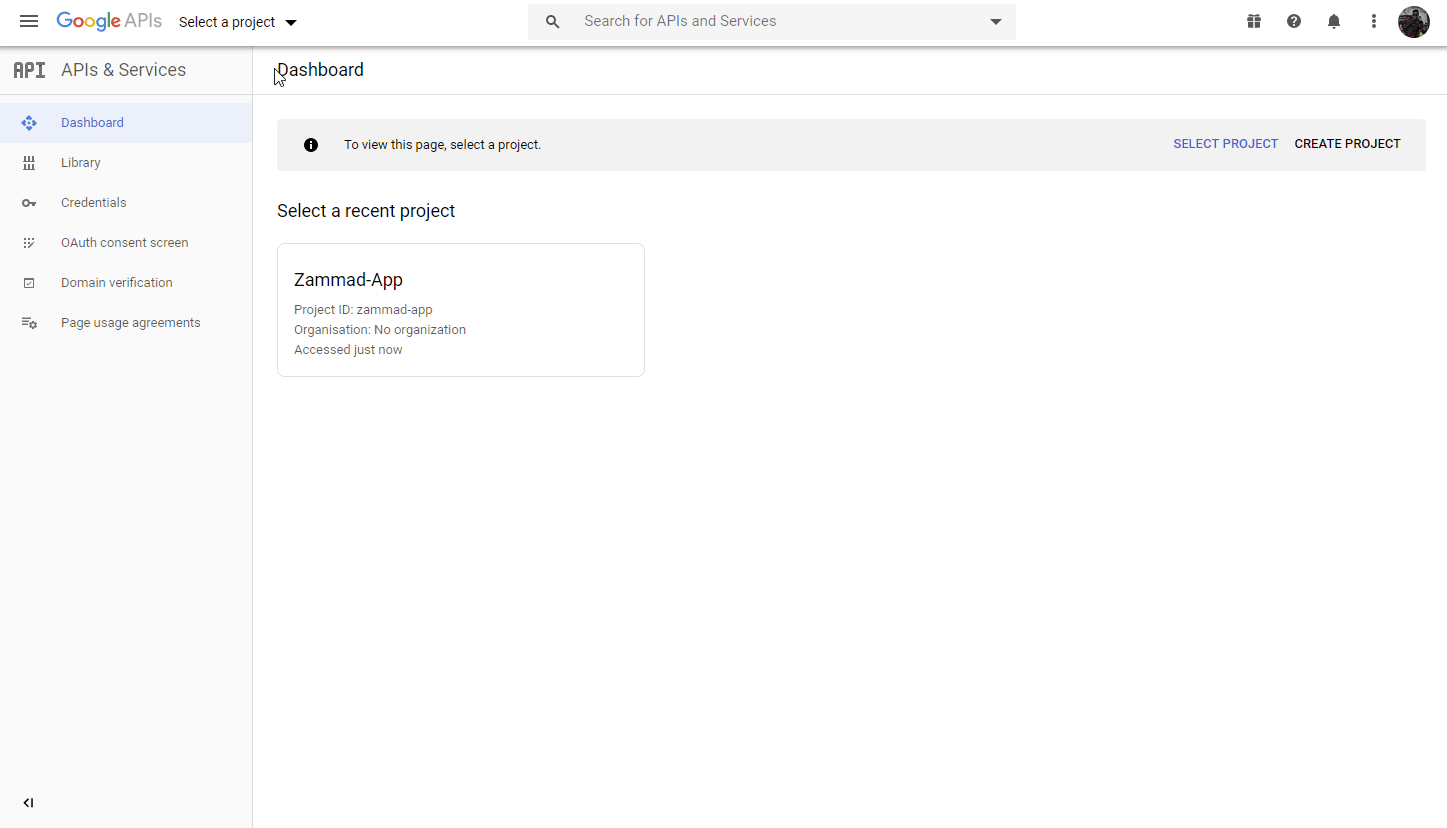 Google APIs Select a project Search for APIs and Services
API APIs & Services
Dashboard
Dashboard
Library
Credentials
OAuth consent screen
Domain verification
Page usage agreements
To view this page, select a project. SELECT PROJECT CREATE PROJECT
Select a recent project
Zammad-App
Project ID: zammad-app
Organisation: No organization
Accessed just now